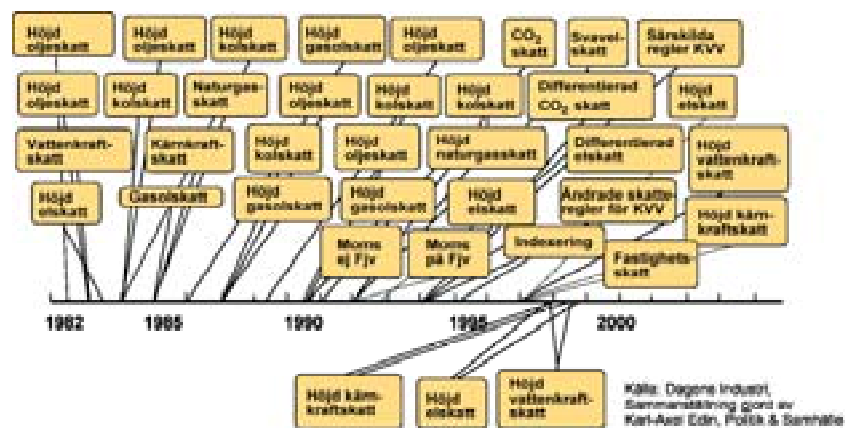 Höjd
oljeskatt
Höjd
oljeskatt
Höjd
kolskatt
Höjd
gasolskatt
Höjd
oljeskatt
CO₂
skatt
Svavel-
skatt
Särskilda
regler KVV
Höjd
oljeskatt
Höjd
kolskatt
Naturgas-
skatt
Höjd
oljeskatt
Höjd
kolskatt
Höjd
kolskatt
Differentierad
CO₂ skatt
Höjd
elskatt
Vattenkraft-
skatt
Kärnkraft-
skatt
Höjd
kolskatt
Höjd
oljeskatt
Höjd
naturgasskatt
Differentierad
elskatt
Höjd
vattenkraft-
skatt
Höjd
elskatt
Gasolskatt
Höjd
gasolskatt
Höjd
gasolskatt
Höjd
elskatt
Ändrade skatte-
regler för KVV
Höjd kärn-
kraftskatt
Moms
ej Fjv
Moms
på Fjv
Indexering
Fastighets-
skatt
1982
1985
1990
1995
2000
Höjd kärn-
kraftskatt
Höjd
elskatt
Höjd
vattenkraft-
skatt
Källa: Dagens Industri,
Sammanställning gjord av
Karl-Axel Edin, Politik & Samhälle